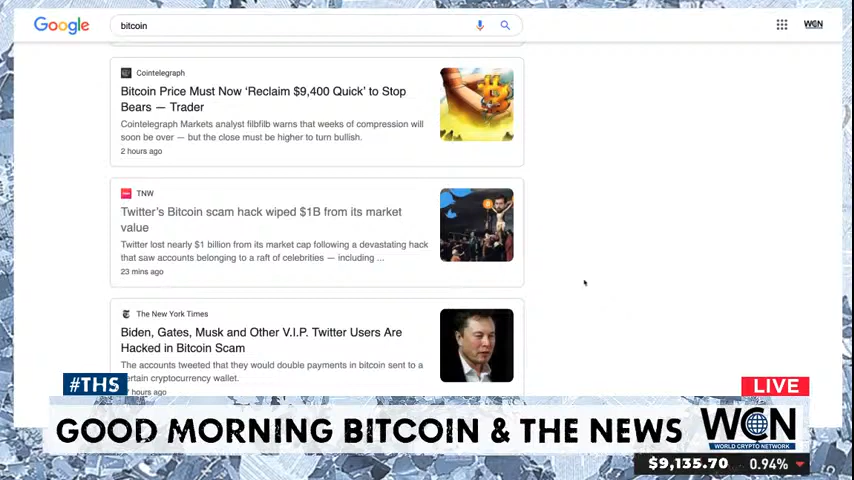 Google
bitcoin
WCN
Cointelegraph
Bitcoin Price Must Now ‘Reclaim $9,400 Quick’ to Stop
Bears — Trader
Cointelegraph Markets analyst filbfilb warns that weeks of compression will
soon be over — but the close must be higher to turn bullish.
2 hours ago
TNW
Twitter's Bitcoin scam hack wiped $1B from its market
value
Twitter lost nearly $1 billion from its market cap following a devastating hack
that saw accounts belonging to a raft of celebrities — including ...
23 mins ago
The New York Times
Biden, Gates, Musk and Other V.I.P. Twitter Users Are
Hacked in Bitcoin Scam
The accounts tweeted that they would double payments in bitcoin sent to a
certain cryptocurrency wallet.
hours ago
#THS
LIVE
GOOD MORNING BITCOIN & THE NEWS
WCN
WORLD CRYPTO NETWORK
$9,135.70 0.94%